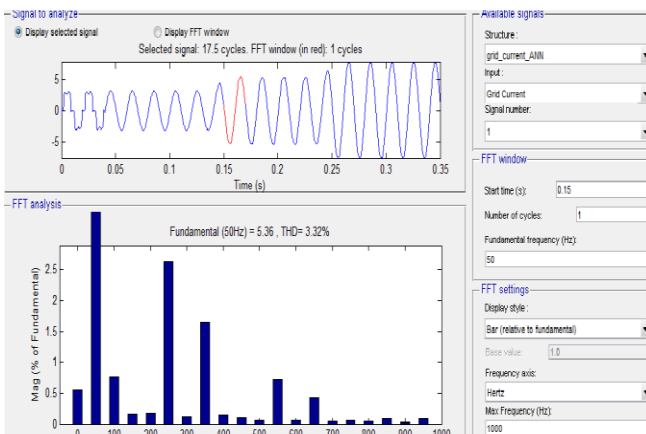 Signal to analyze
Display selected signal
Display FFT window
Selected signal: 17.5 cycles. FFT window (in red): 1 cycles
5
0
-5
0
0.05
0.1
0.15
0.2
0.25
0.3
0.35
Time (s)
FFT analysis
Fundamental (50Hz) = 5.36 , THD= 3.32%
Mag (% of Fundamental)
2.5
2
1.5
1
0.5
0
0
100
200
300
400
500
600
700
800
900
1000
Available signals
Structure :
grid_current_ANN
Input :
Grid Current
Signal number:
1
FFT window
Start time (s):
0.15
Number of cycles:
1
Fundamental frequency (Hz):
50
FFT settings
Display style :
Bar (relative to fundamental)
Base value:
1.0
Frequency axis:
Hertz
Max Frequency (Hz):
1000